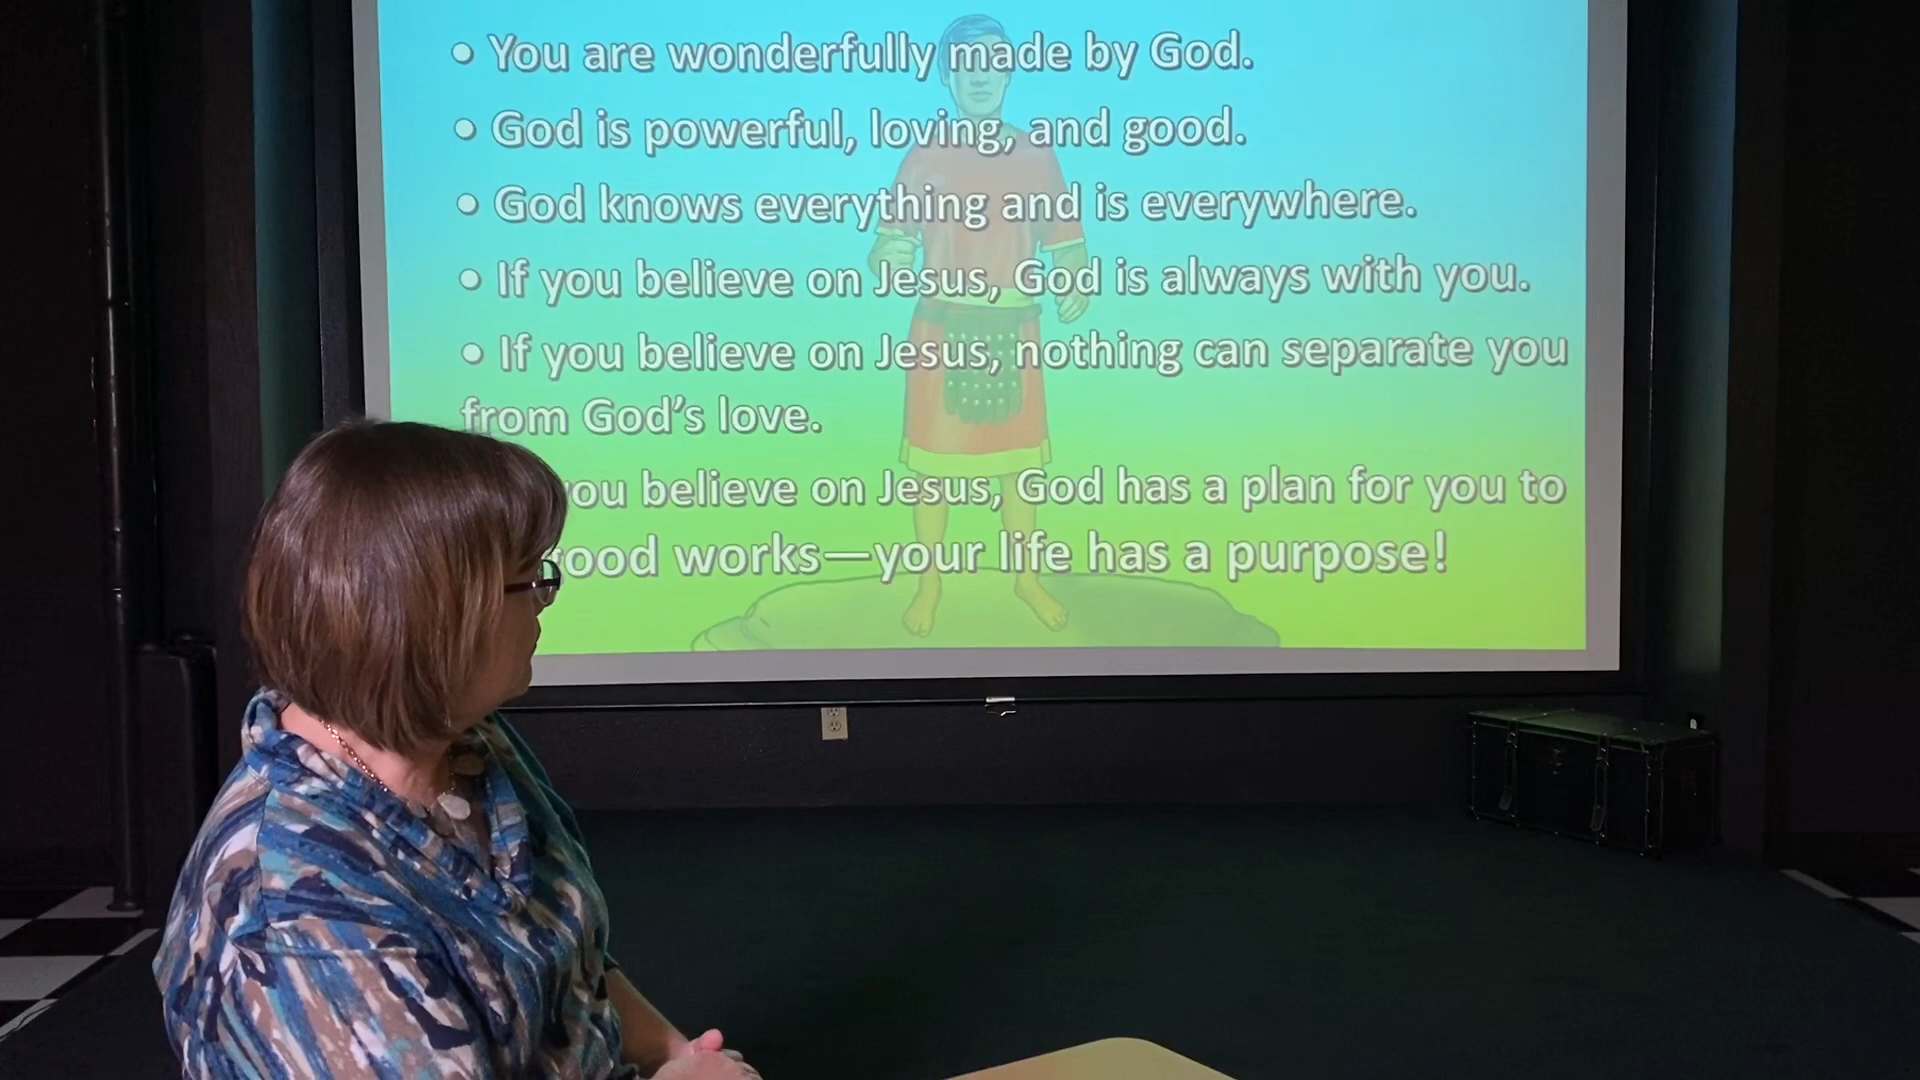 • You are wonderfully made by God.
• God is powerful, loving, and good.
• God knows everything and is everywhere.
• If you believe on Jesus, God is always with you.
• If you believe on Jesus, nothing can separate you
from God's love.
you believe on Jesus, God has a plan for you to
good works—your life has a purpose!